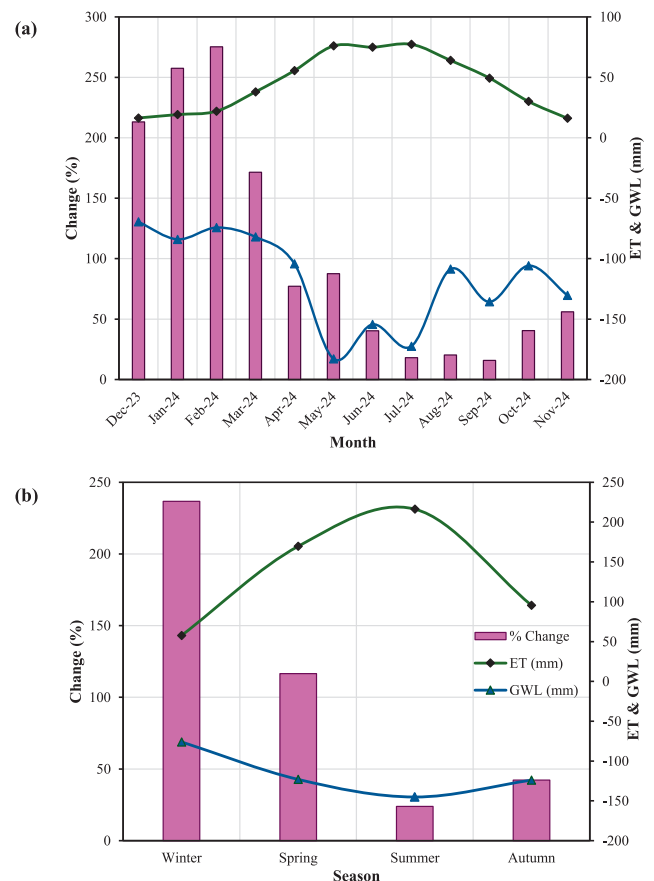 (a)
300
250
200
150
100
50
0
Change (%)
100
50
0
-50
-100
-150
-200
ET & GWL (mm)
Dec-23
Jan-24
Feb-24
Mar-24
Apr-24
May-24
Jun-24
Jul-24
Aug-24
Sep-24
Oct-24
Nov-24
Month
(b)
250
200
150
100
50
0
Change (%)
250
200
150
100
50
0
-50
-100
-150
-200
ET & GWL (mm)
% Change
ET (mm)
GWL (mm)
Winter
Spring
Summer
Autumn
Season